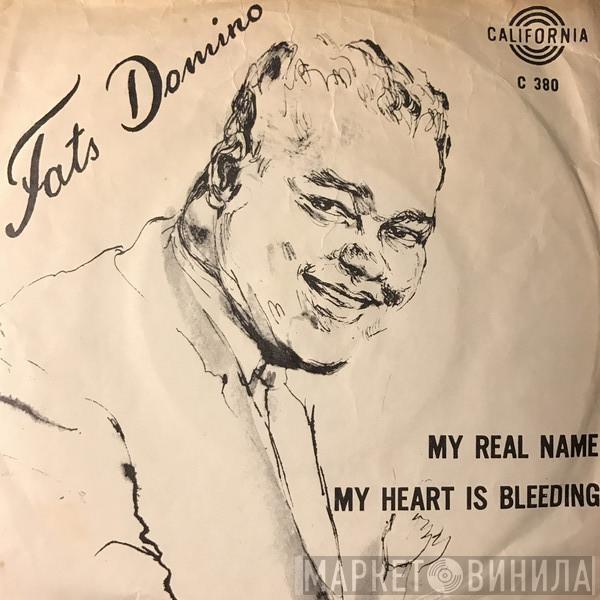 Fats Domino
CALIFORNIA
C 380
MY REAL NAME
MY HEART IS BLEEDING
МАРКЕТ ВИНИЛА